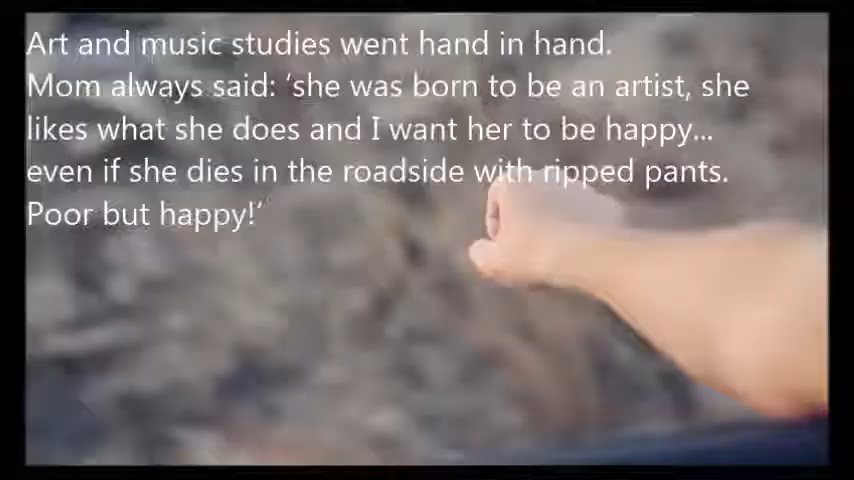 Art and music studies went hand in hand.
Mom always said: ‘she was born to be an artist, she
likes what she does and I want her to be happy...
even if she dies in the roadside with ripped pants.
Poor but happy!’